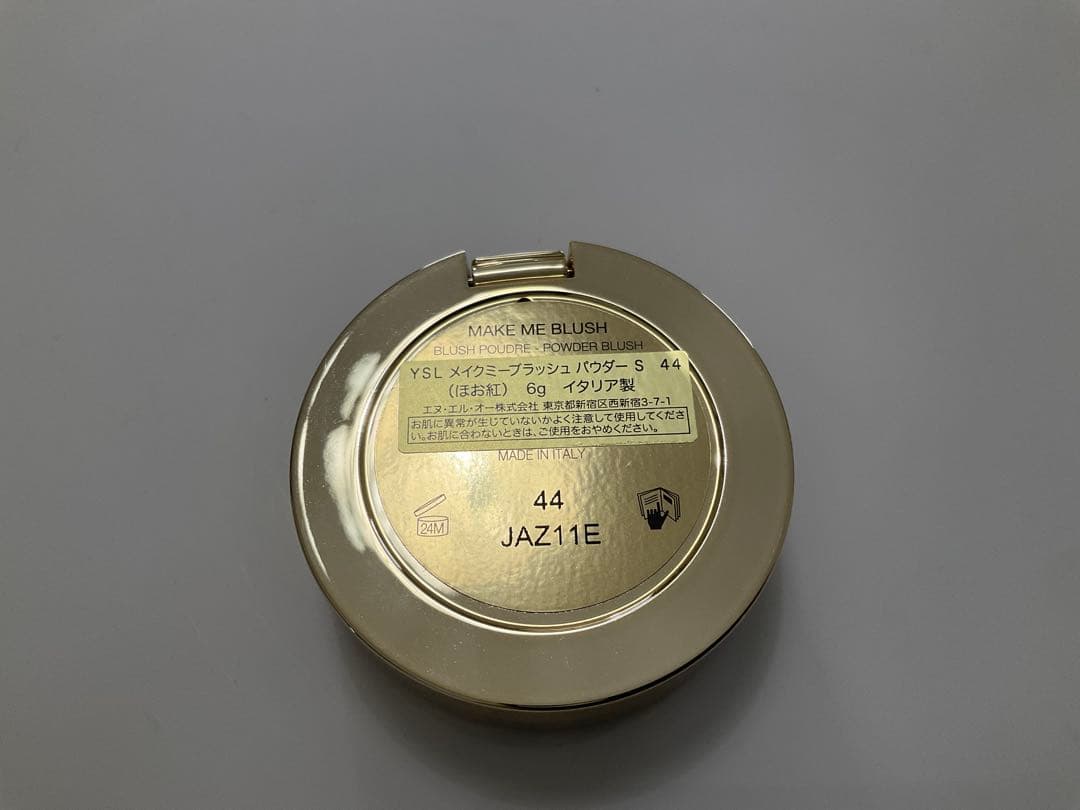 MAKE ME BLUSH
BLUSH POUDRE - POWDER BLUSH
YSL メイクミーブラッシュ パウダー S 44
(ほお紅) 6g イタリア製
エヌ・エル・オー株式会社 東京都新宿区西新宿3-7-1
お肌に異常が生じていないかよく注意して使用してくださ
い。お肌に合わないときは、ご使用をおやめください。
MADE IN ITALY
44
24M
JAZ11E